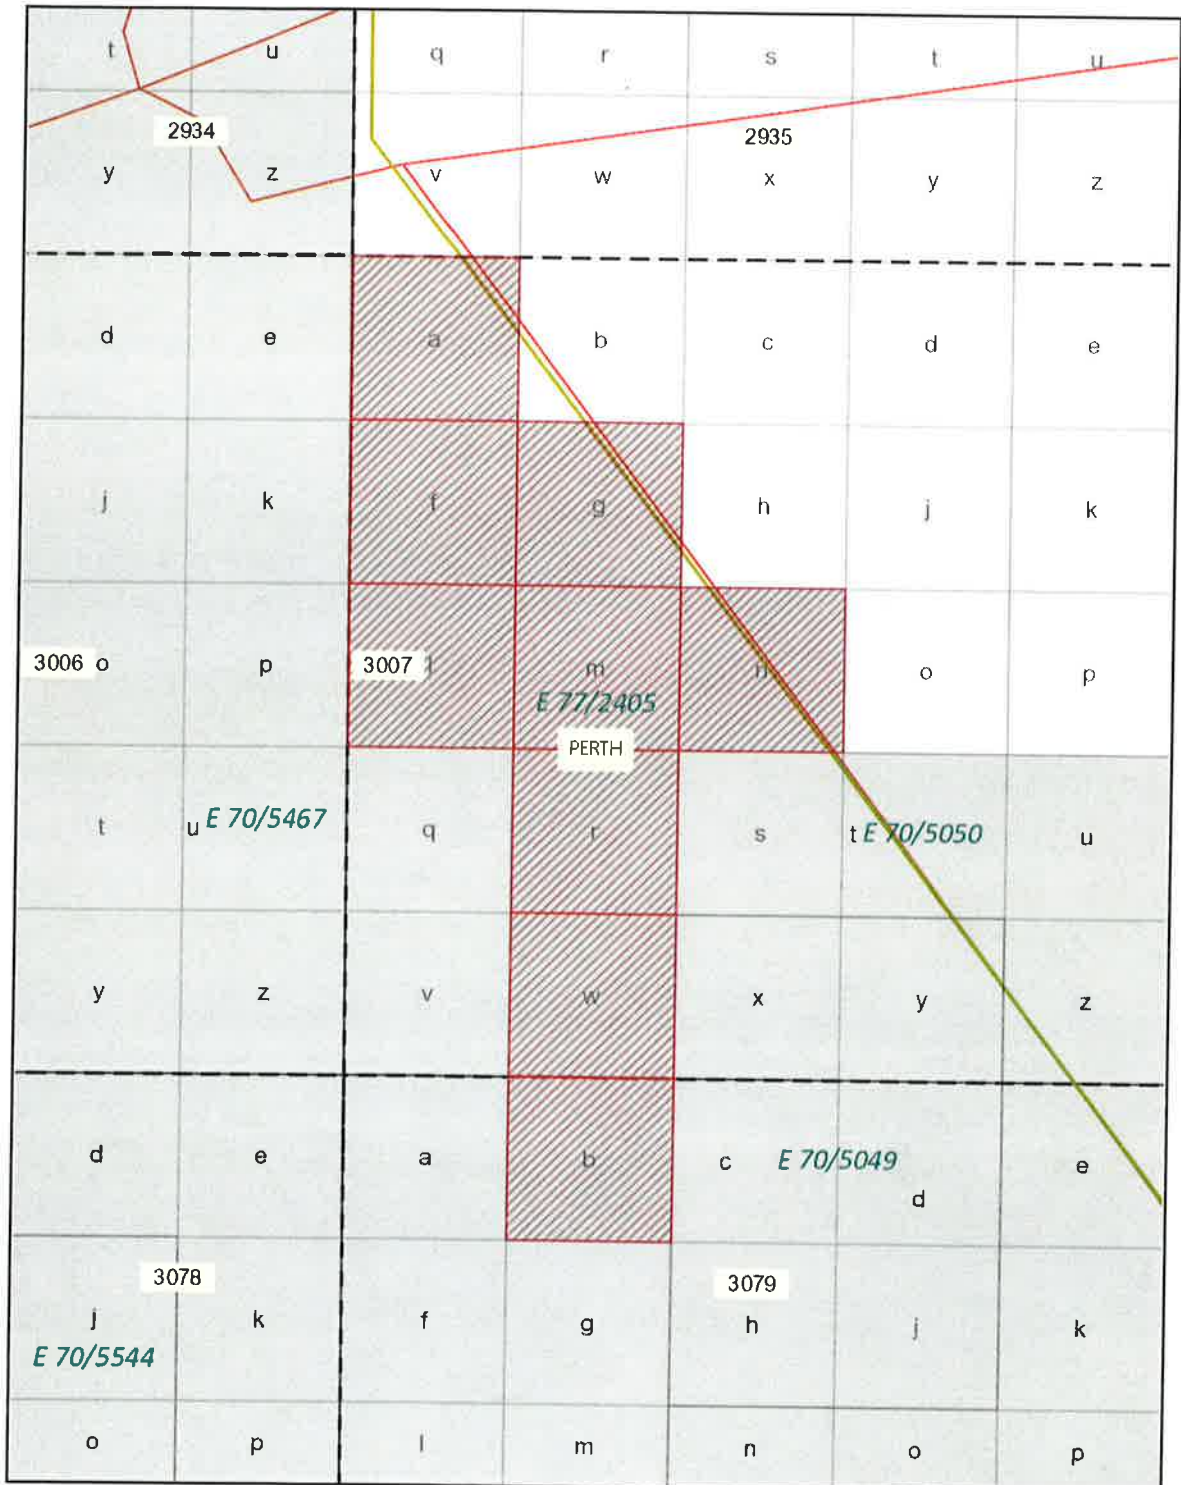 t u q r s t u
2934 2935
y z v w x y z
d e a b c d e
j k f g h j k
3006 o p 3007 l m n o p
E 77/2405
PERTH
t u E 70/5467 q r s t E 70/5050 u
y z v w x y z
d e a b c E 70/5049 d e
3078 3079
j k f g h j k
E 70/5544
o p l m n o p